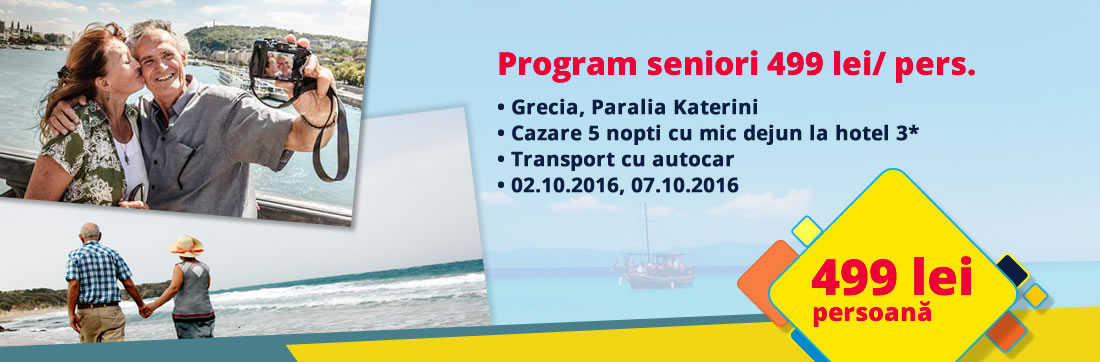 Program seniori 499 lei/ pers.
• Grecia, Paralia Katerini
• Cazare 5 nopti cu mic dejun la hotel 3*
• Transport cu autocar
• 02.10.2016, 07.10.2016
499 lei
persoană